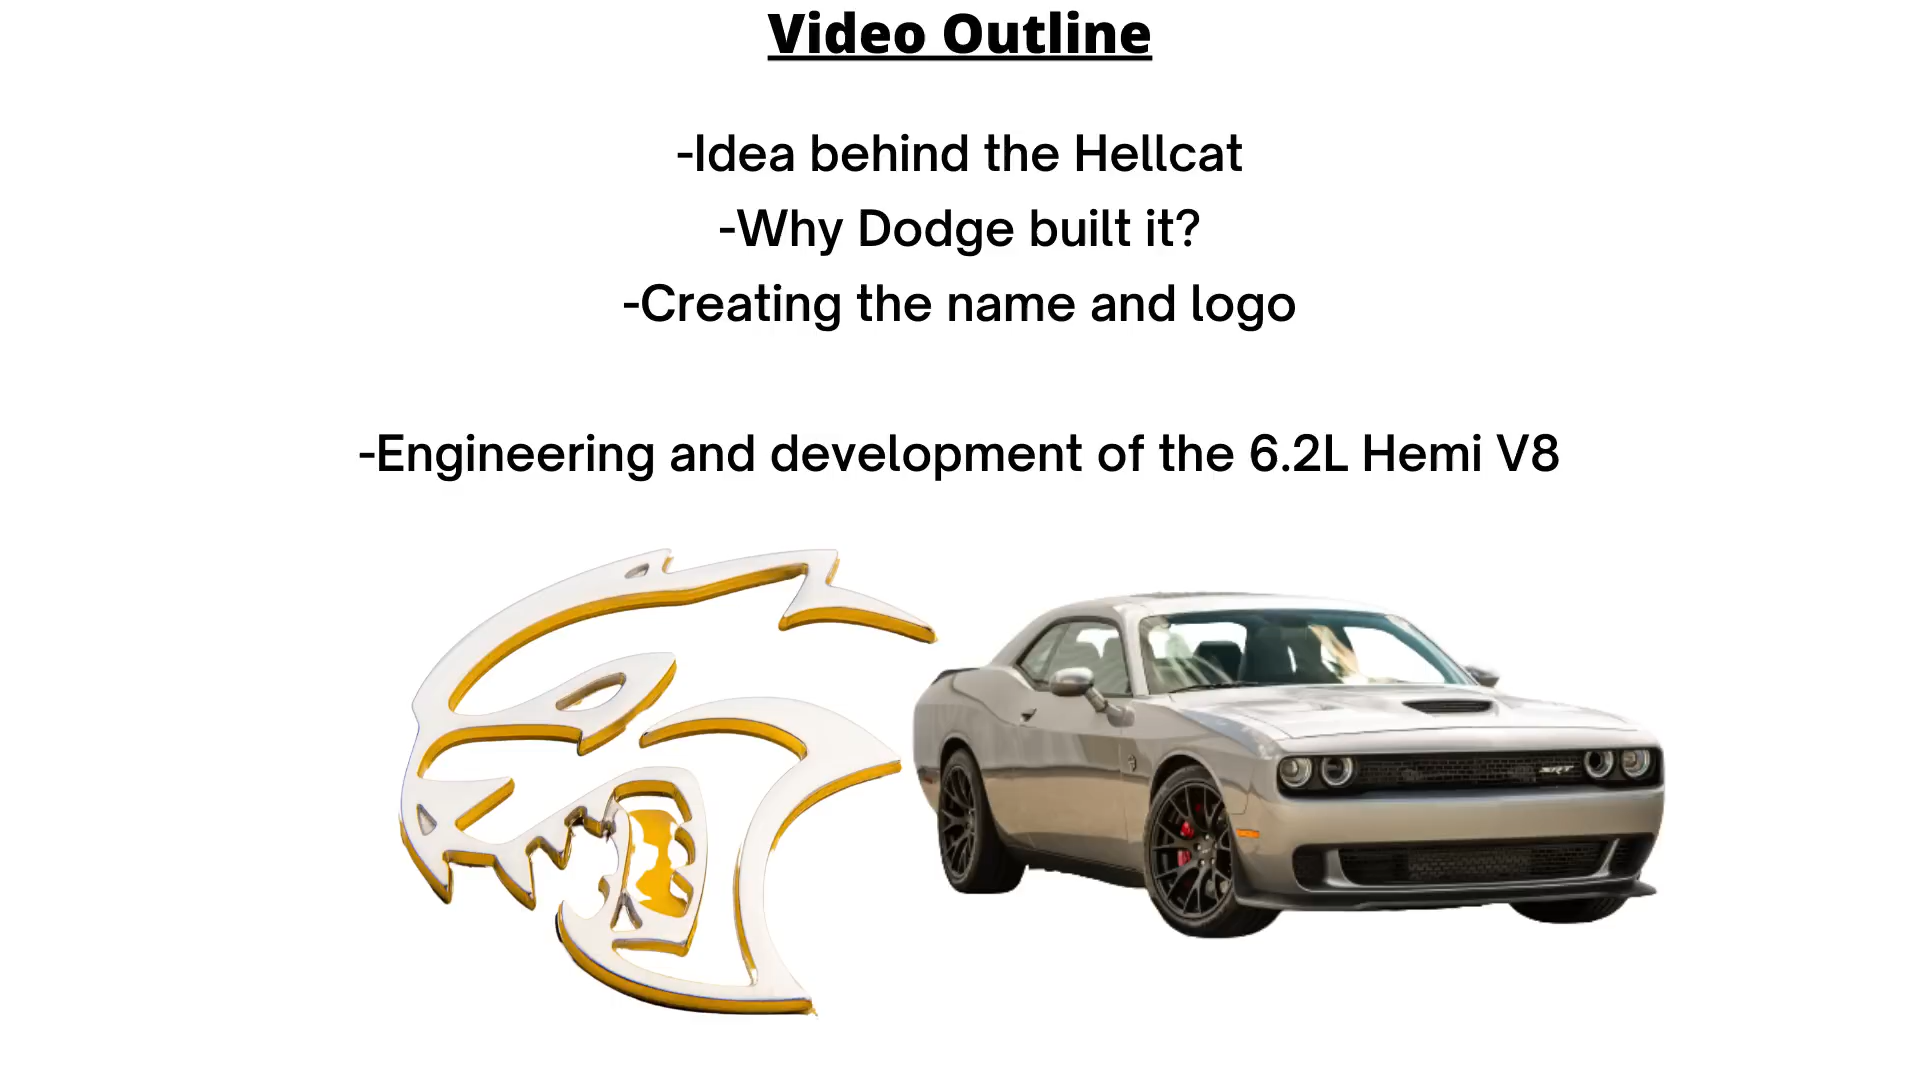 Video Outline
-Idea behind the Hellcat
-Why Dodge built it?
-Creating the name and logo
-Engineering and development of the 6.2L Hemi V8
SRT